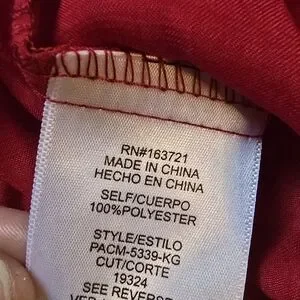 RN#163721
MADE IN CHINA
HECHO EN CHINA
SELF/CUERPO
100%POLYESTER
STYLE/ESTILO
PACM-5339-KG
CUT/CORTE
19324
SEE REVERSE